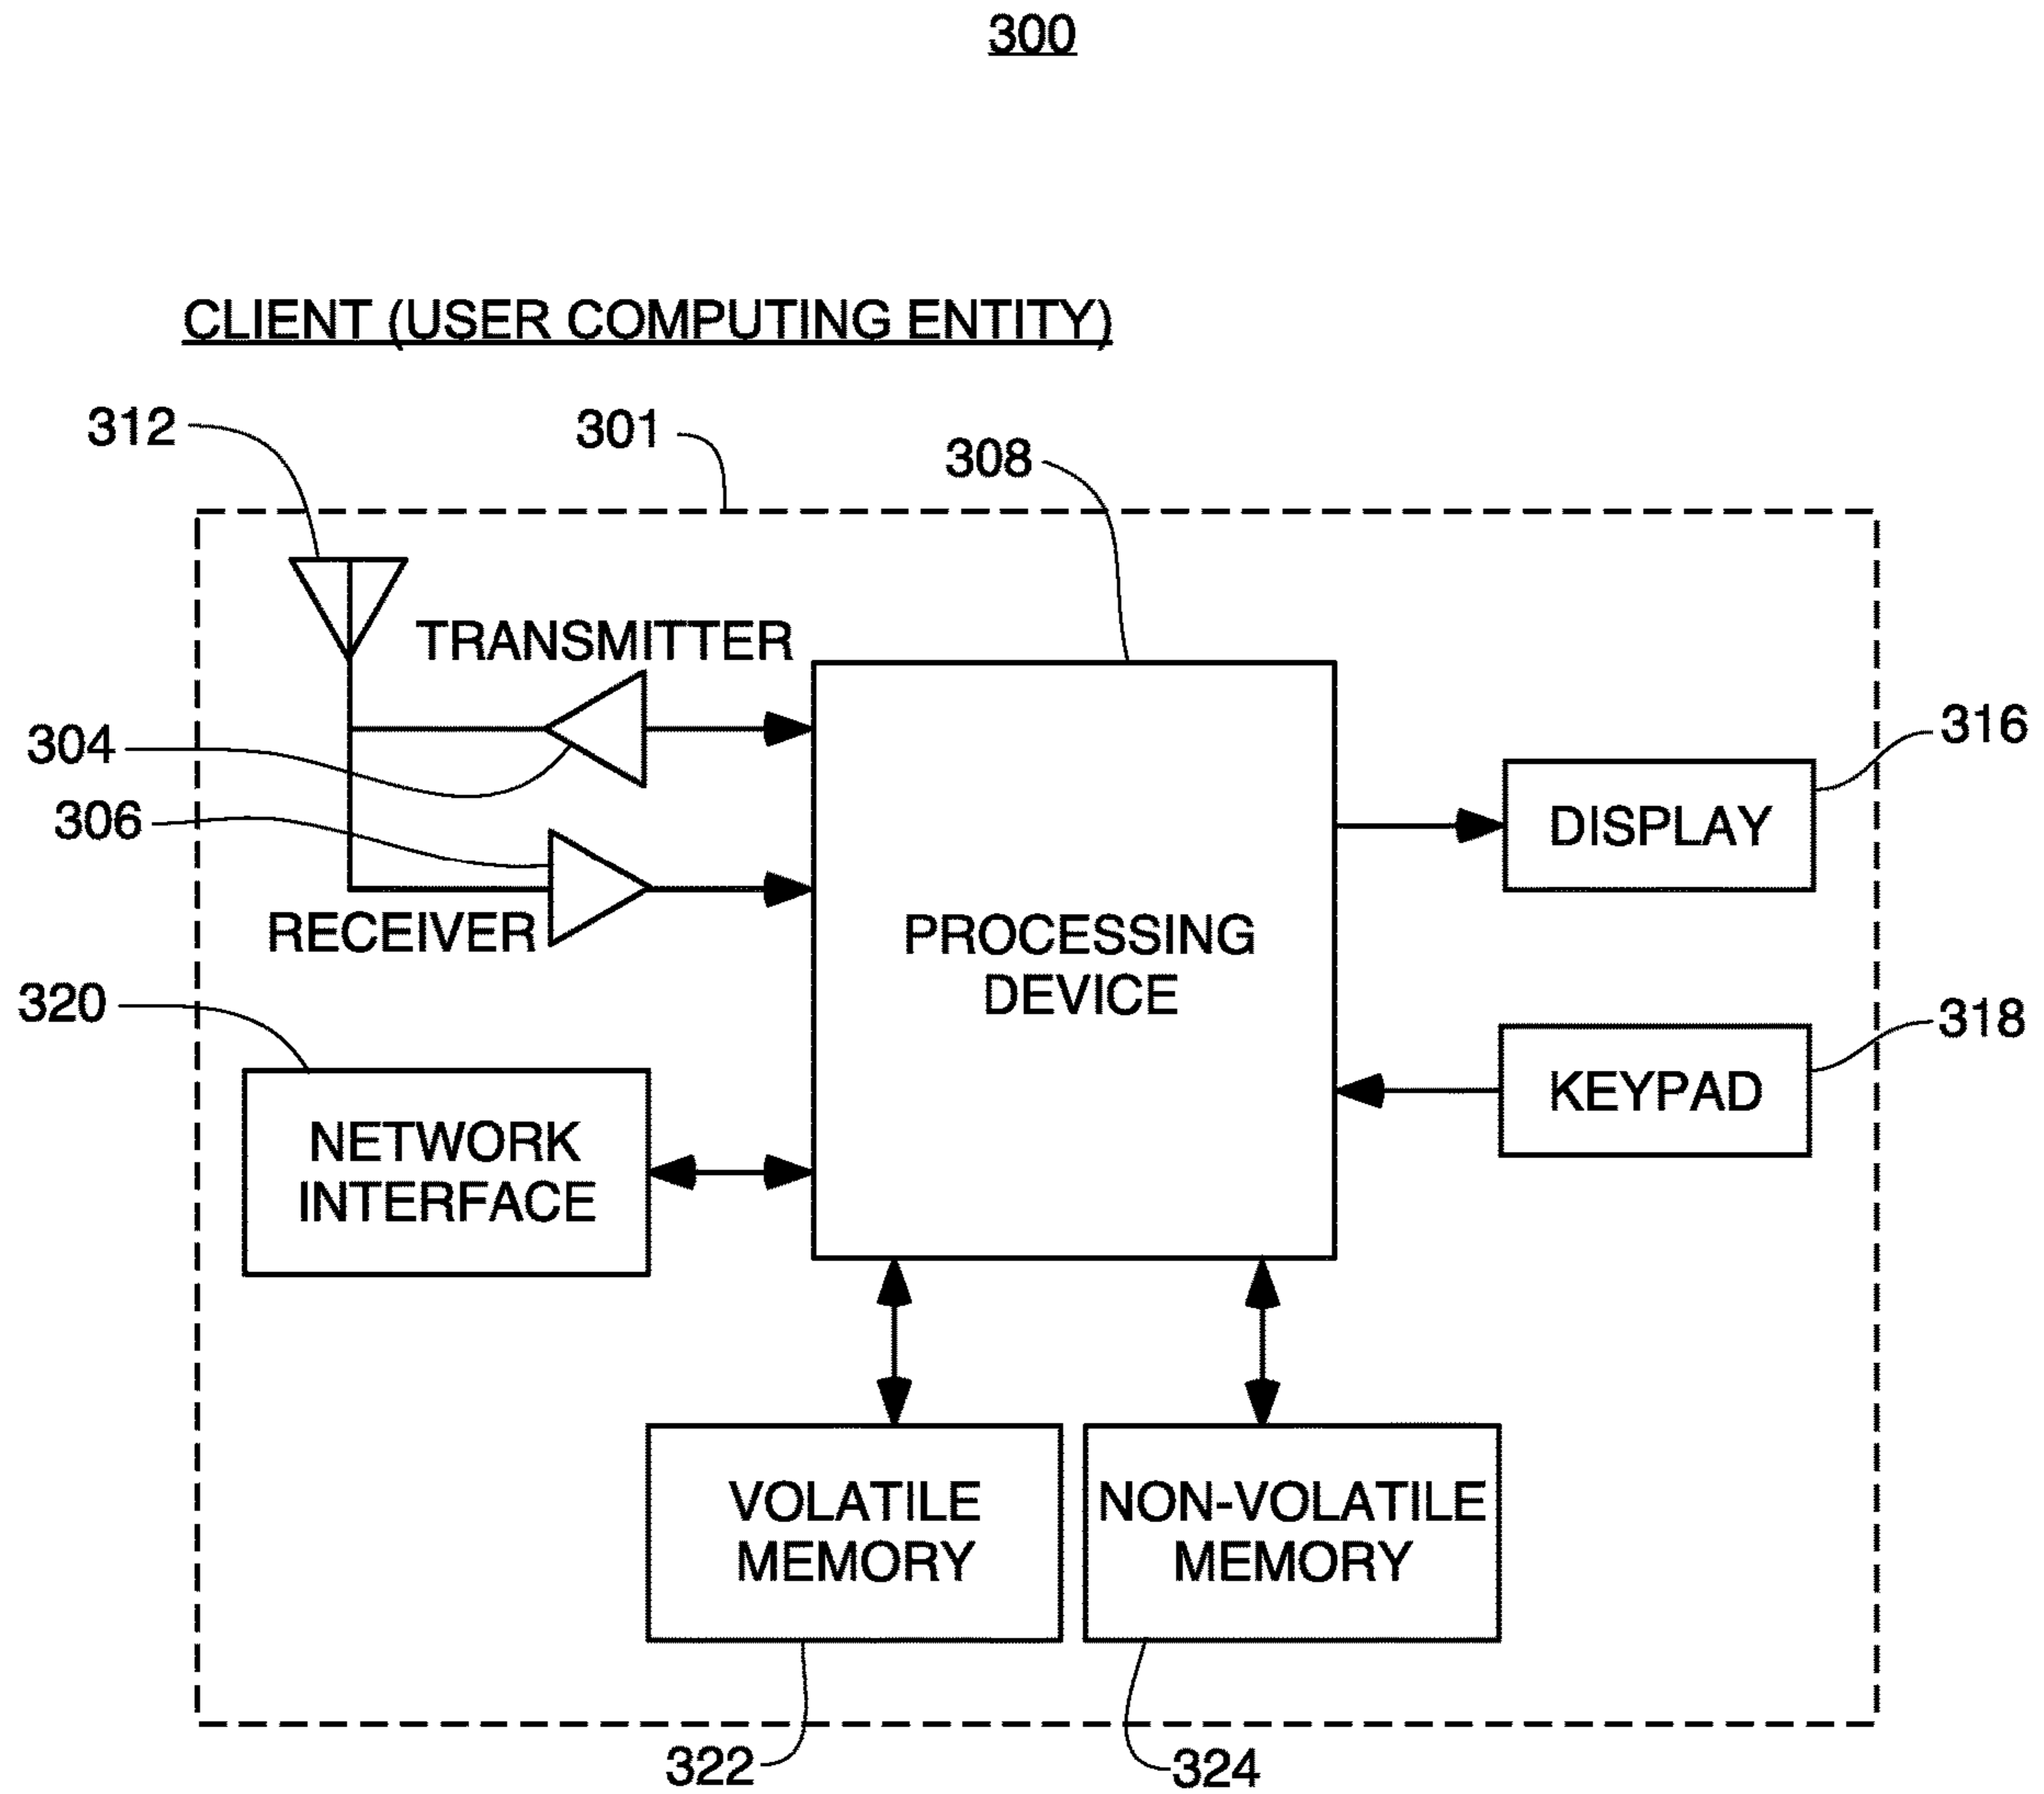 300
CLIENT (USER COMPUTING ENTITY)
312
301
308
TRANSMITTER
304
316
DISPLAY
306
RECEIVER
PROCESSING
DEVICE
320
318
KEYPAD
NETWORK
INTERFACE
VOLATILE
MEMORY
NON-VOLATILE
MEMORY
322
324